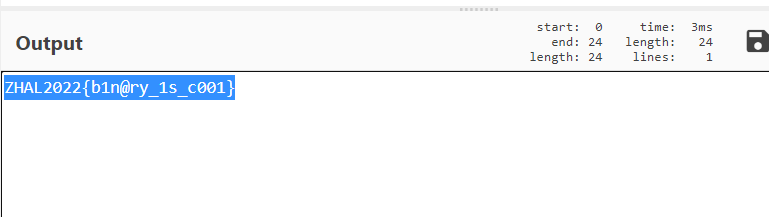 Output
start: 0 time: 3ms
end: 24 length: 24
length: 24 lines: 1
ZHAL2022{b1n@ry_1s_c001}